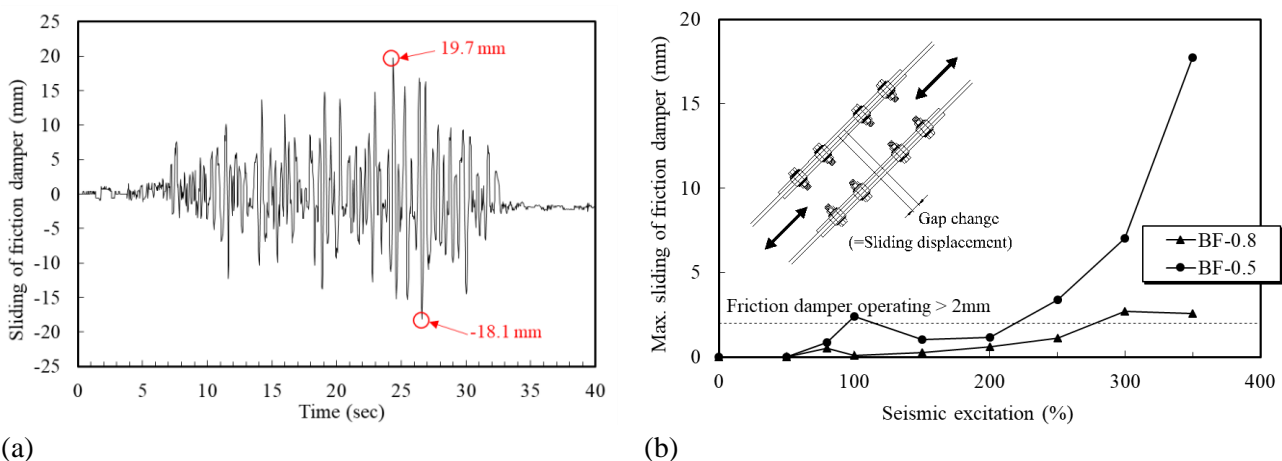 Sliding of friction damper (mm)
25
20
15
10
5
0
-5
-10
-15
-20
-25
19.7 mm
-18.1 mm
0 5 10 15 20 25 30 35 40
Time (sec)
(a)
Max. sliding of friction damper (mm)
20
15
10
5
0
Gap change
(=Sliding displacement)
BF-0.8
BF-0.5
Friction damper operating > 2mm
0 100 200 300 400
Seismic excitation (%)
(b)